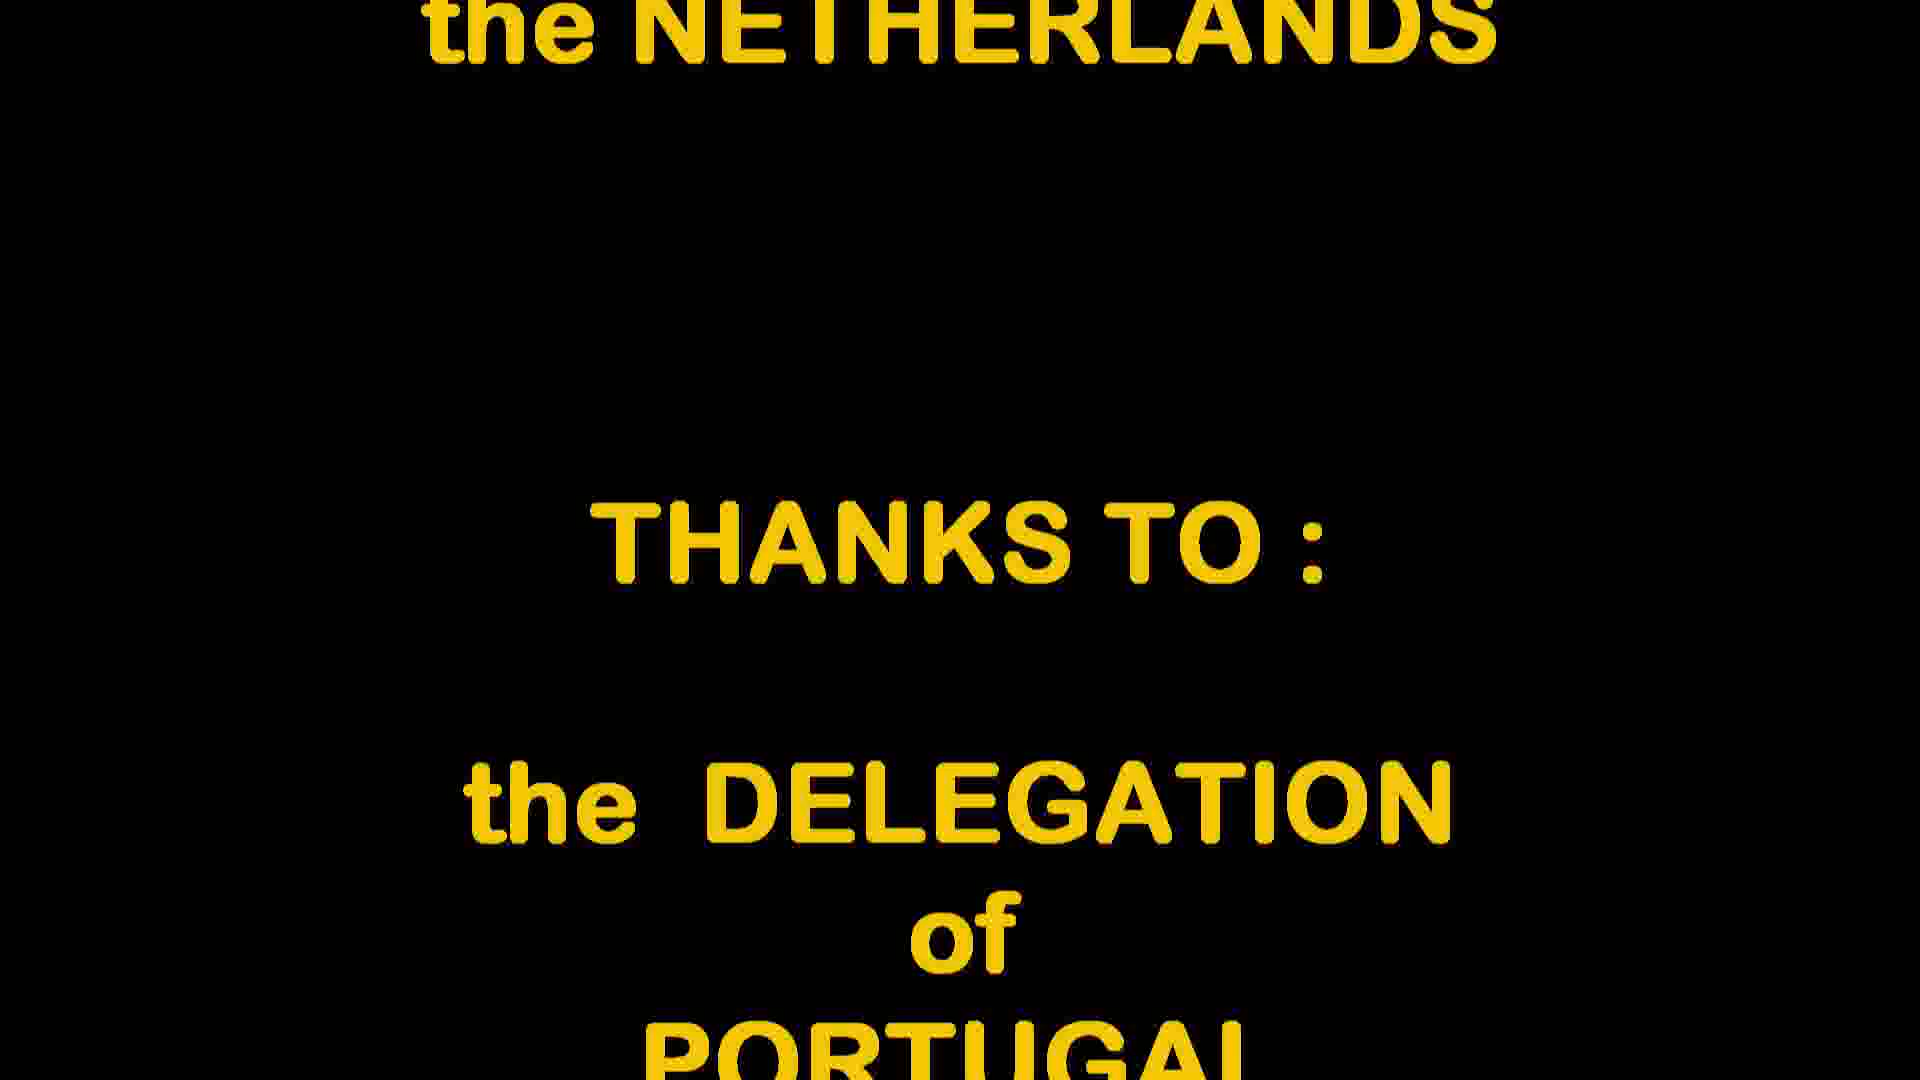 the NETHERLANDS
THANKS TO :
the DELEGATION
of
PORTUGAL